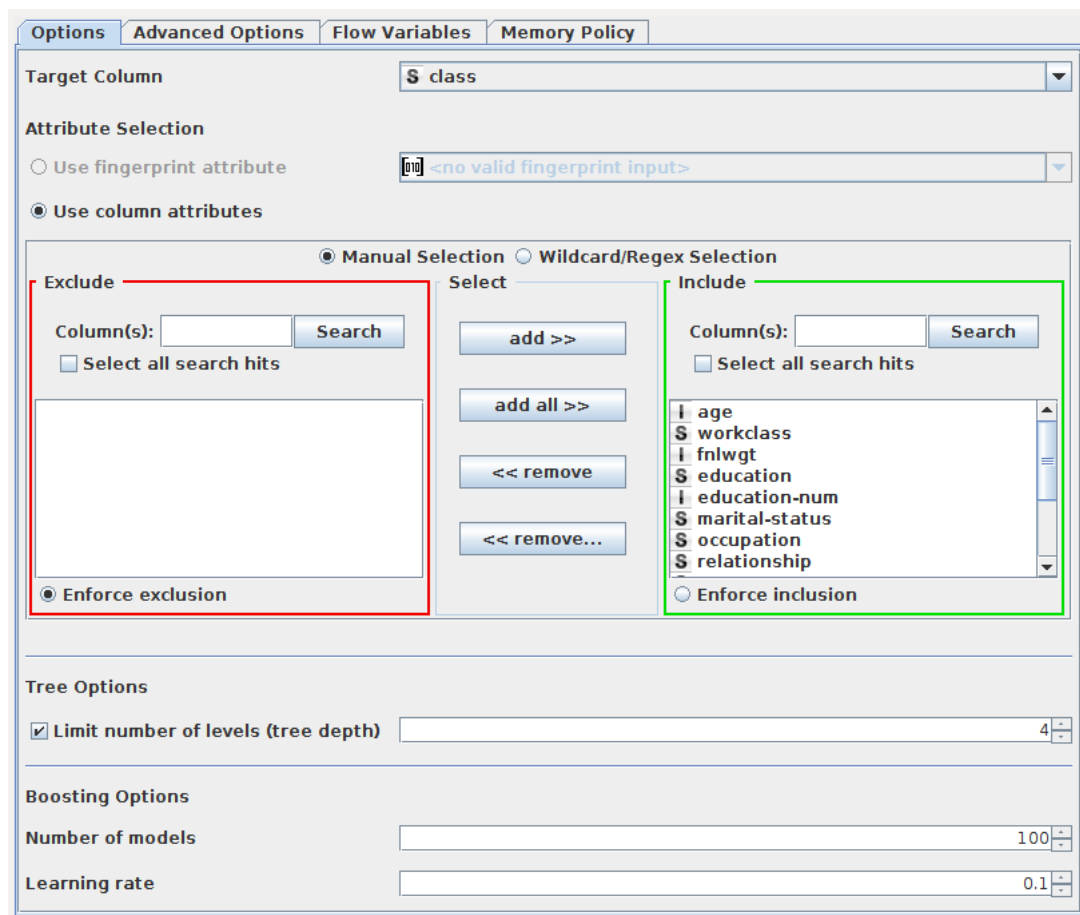 Options Advanced Options Flow Variables Memory Policy
Target Column S class
Attribute Selection
Use fingerprint attribute <no valid fingerprint input>
Use column attributes
Manual Selection Wildcard/Regex Selection
Exclude Select Include
Column(s): Search add >> Column(s): Search
Select all search hits Select all search hits
add all >>
I age
S workclass
I fnlwgt
<< remove
S education
I education-num
S marital-status
<< remove...
S occupation
S relationship
Enforce exclusion Enforce inclusion
Tree Options
Limit number of levels (tree depth) 4
Boosting Options
Number of models 100
Learning rate 0.1